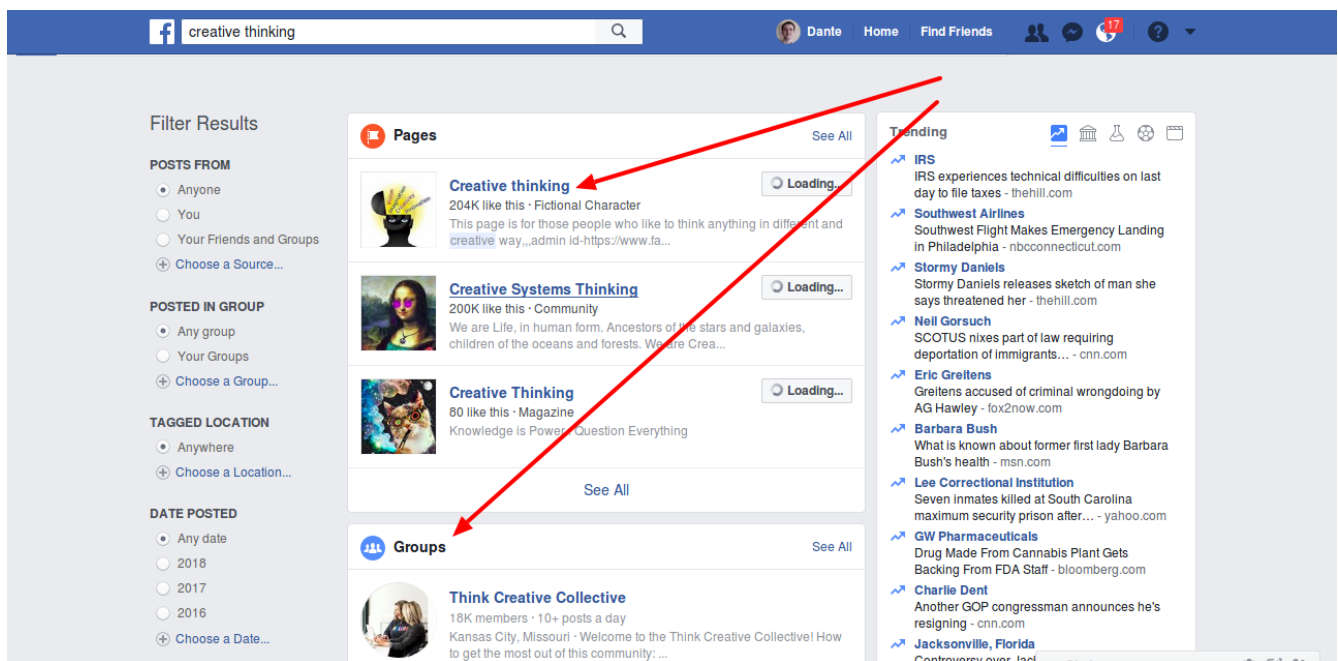 f creative thinking Dante Home Find Friends 17 ?
Filter Results
POSTS FROM
Anyone
You
Your Friends and Groups
Choose a Source...
POSTED IN GROUP
Any group
Your Groups
Choose a Group...
TAGGED LOCATION
Anywhere
Choose a Location...
DATE POSTED
Any date
2018
2017
2016
Choose a Date...
Pages See All
Creative thinking Loading...
204K like this · Fictional Character
This page is for those people who like to think anything in different and
creative way,,,admin id-https://www.fa...
Creative Systems Thinking Loading...
200K like this · Community
We are Life, in human form. Ancestors of the stars and galaxies,
children of the oceans and forests. We are Crea...
Creative Thinking Loading...
80 like this · Magazine
Knowledge is Power · Question Everything
See All
Groups See All
Think Creative Collective
18K members · 10+ posts a day
Kansas City, Missouri · Welcome to the Think Creative Collective! How
to get the most out of this community: ...
Trending
IRS
IRS experiences technical difficulties on last
day to file taxes - thehill.com
Southwest Airlines
Southwest Flight Makes Emergency Landing
in Philadelphia - nbcconnecticut.com
Stormy Daniels
Stormy Daniels releases sketch of man she
says threatened her - thehill.com
Neil Gorsuch
SCOTUS nixes part of law requiring
deportation of immigrants… - cnn.com
Eric Greitens
Greitens accused of criminal wrongdoing by
AG Hawley - fox2now.com
Barbara Bush
What is known about former first lady Barbara
Bush's health - msn.com
Lee Correctional Institution
Seven inmates killed at South Carolina
maximum security prison after… - yahoo.com
GW Pharmaceuticals
Drug Made From Cannabis Plant Gets
Backing From FDA Staff - bloomberg.com
Charlie Dent
Another GOP congressman announces he's
resigning - cnn.com
Jacksonville, Florida